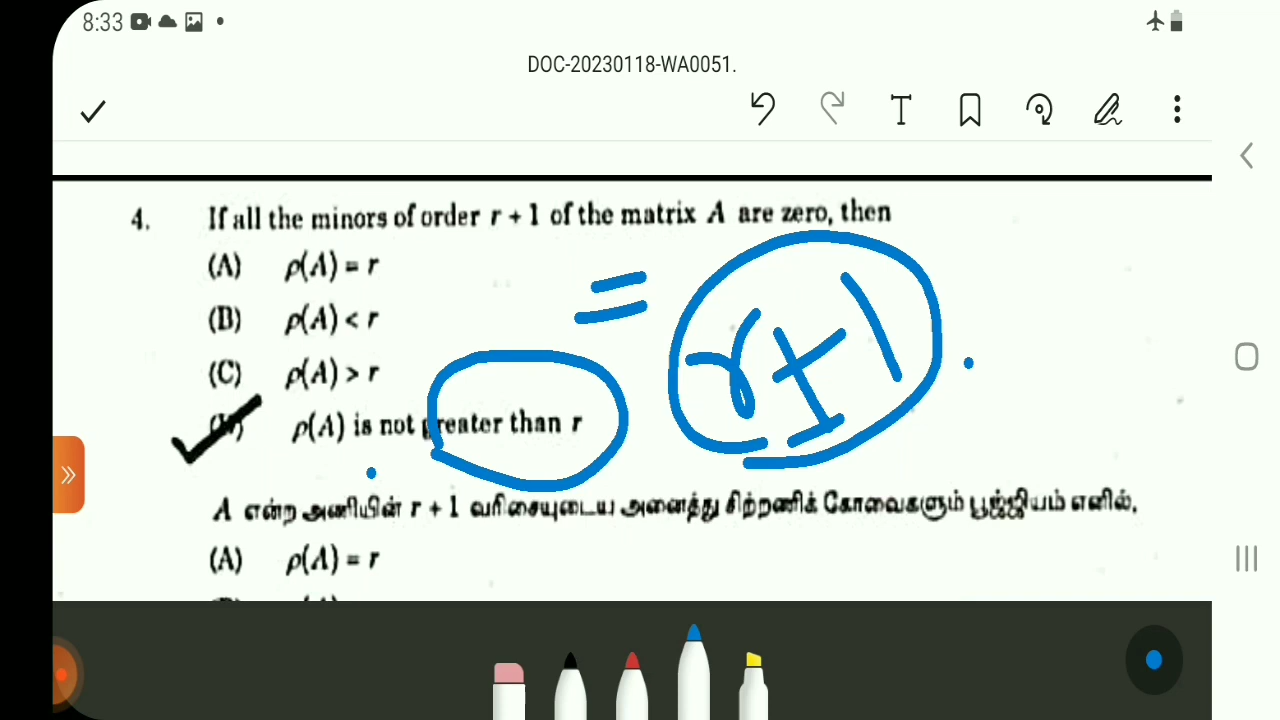 8:33
DOC-20230118-WA0051.
T
4. If all the minors of order r + 1 of the matrix A are zero, then
(A) ρ(A) = r
(B) ρ(A) < r
= r+1
(C) ρ(A) > r
ρ(A) is not greater than r
A என்ற அணியின் r + 1 வரிசையுடைய அனைத்து சிற்றணிக் கோவைகளும் பூஜ்ஜியம் எனில்,
(A) ρ(A) = r